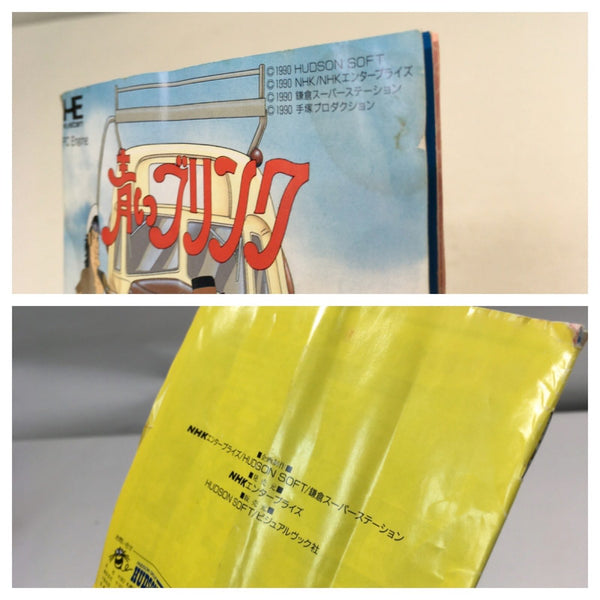 ©1990 HUDSON SOFT
©1990 NHK/NHKエンタープライズ
©1990 鎌倉スーパーステーション
©1990 手塚プロダクション
HE
HuCARD
PC Engine
青いブリンク
NHKエンタープライズ/HUDSON SOFT/鎌倉スーパーステーション
NHKエンタープライズ
HUDSON SOFT/ビジュアルヴック社